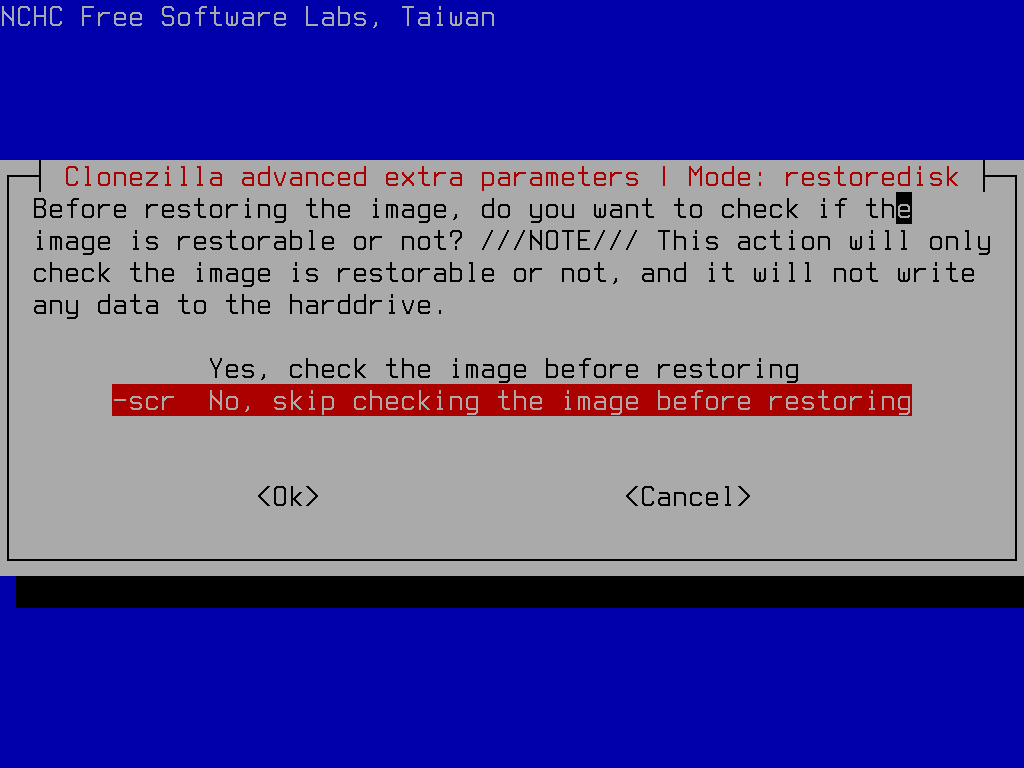 NCHC Free Software Labs, Taiwan
Clonezilla advanced extra parameters | Mode: restoredisk
Before restoring the image, do you want to check if the
image is restorable or not? ///NOTE/// This action will only
check the image is restorable or not, and it will not write
any data to the harddrive.
Yes, check the image before restoring
-scr  No, skip checking the image before restoring
<Ok> <Cancel>